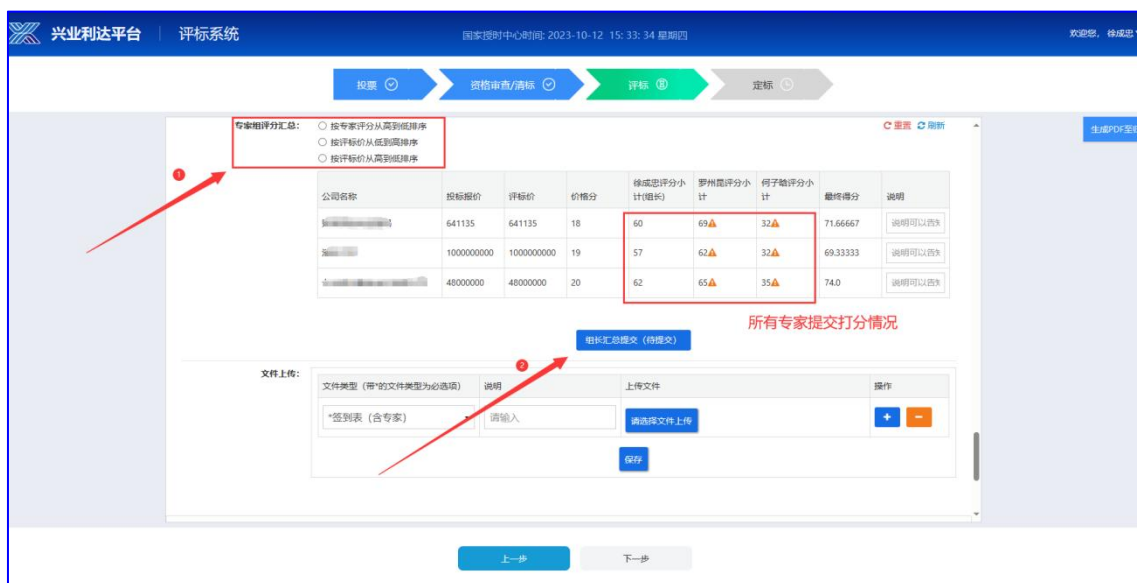 兴业利达平台 评标系统 国家授时中心时间: 2023-10-12 15: 33: 34 星期四 欢迎您, 徐成忠
投票 资格审查/清标 评标 定标
专家组评分汇总: 按专家评分从高到低排序 重置 刷新
按评标价从低到高排序
按评标价从高到低排序
1
公司名称 投标报价 评标价 价格分 徐成忠评分小计(组长) 罗州昆评分小计 何子晗评分小计 最终得分 说明
641135 641135 18 60 69 32 71.66667 说明可以告
1000000000 1000000000 19 57 62 32 69.33333 说明可以告
48000000 48000000 20 62 65 35 74.0 说明可以告
所有专家提交打分情况
组长汇总提交（待提交）
2
文件上传:
文件类型（带*的文件类型为必选项） 说明 上传文件 操作
*签到表（含专家） 请输入 请选择文件上传 + −
保存
生成PDF至
上一步 下一步